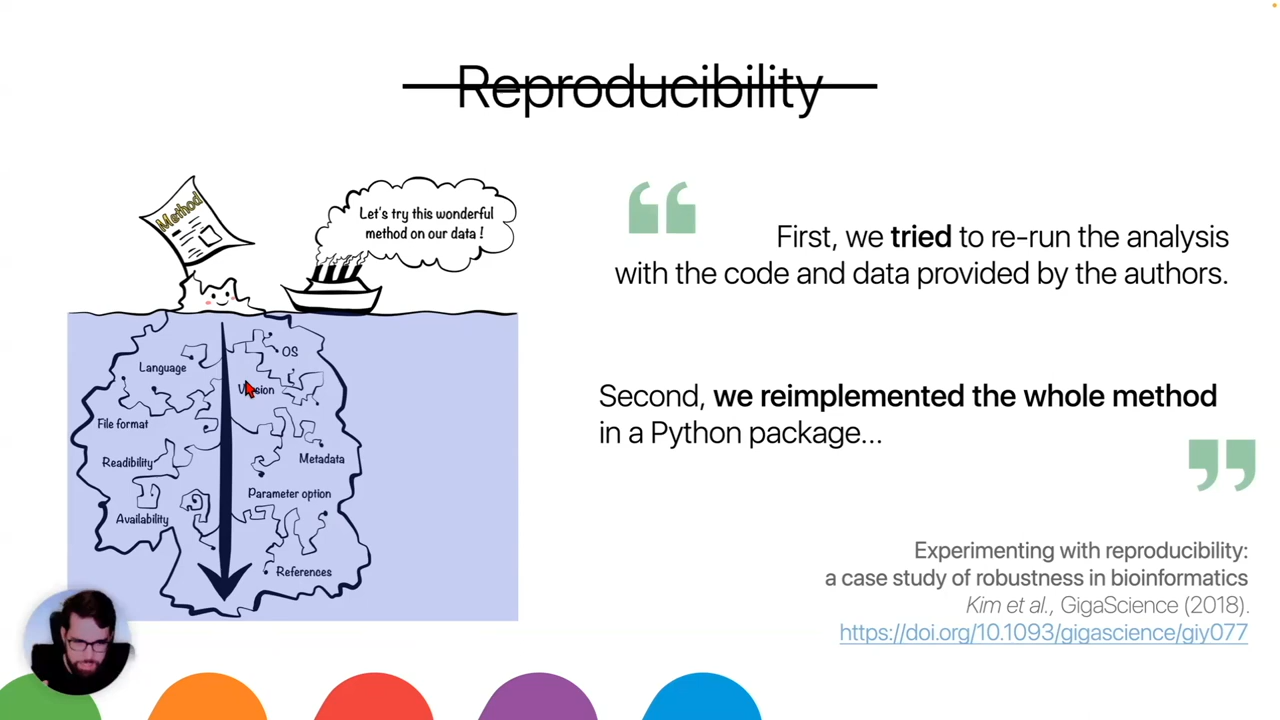 Reproducibility
Method
Let's try this wonderful
method on our data !
First, we tried to re-run the analysis
with the code and data provided by the authors.
Second, we reimplemented the whole method
in a Python package...
Language
OS
File format
Readibility
Metadata
Parameter option
Availability
References
Experimenting with reproducibility:
a case study of robustness in bioinformatics
Kim et al., GigaScience (2018).
https://doi.org/10.1093/gigascience/giy077